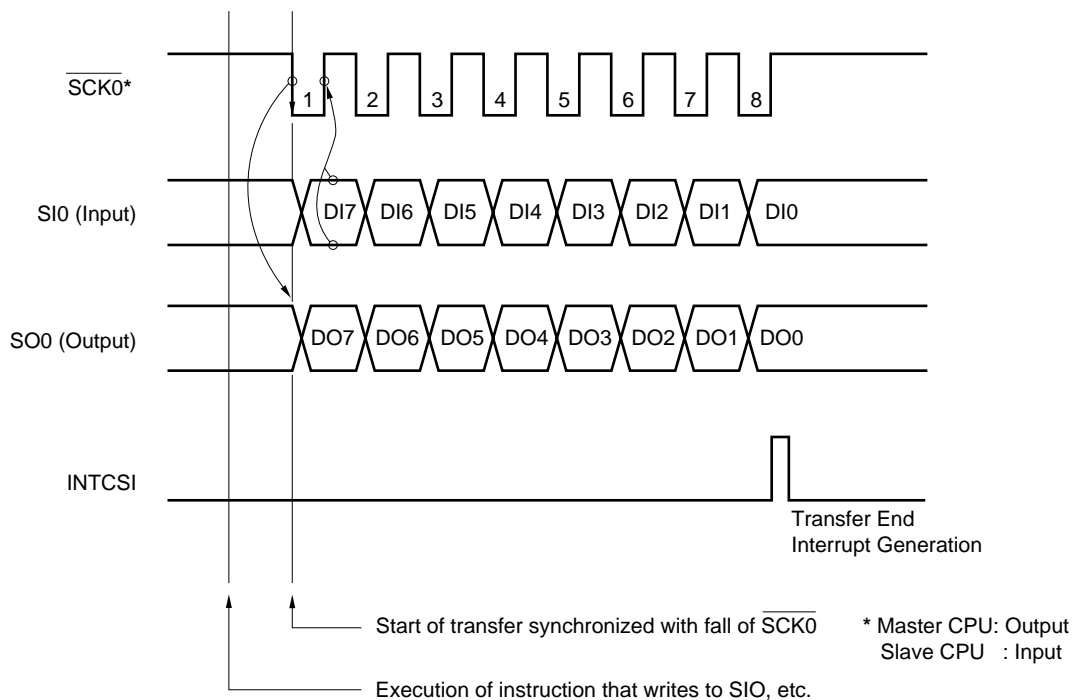 SCK0*
1 2 3 4 5 6 7 8
SI0 (Input)
DI7 DI6 DI5 DI4 DI3 DI2 DI1 DI0
SO0 (Output)
DO7 DO6 DO5 DO4 DO3 DO2 DO1 DO0
INTCSI
Transfer End
Interrupt Generation
Start of transfer synchronized with fall of SCK0
* Master CPU: Output
Slave CPU : Input
Execution of instruction that writes to SIO, etc.